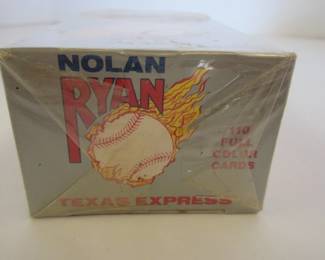 NOLAN
RYAN
110
FULL
COLOR
CARDS
TEXAS EXPRESS